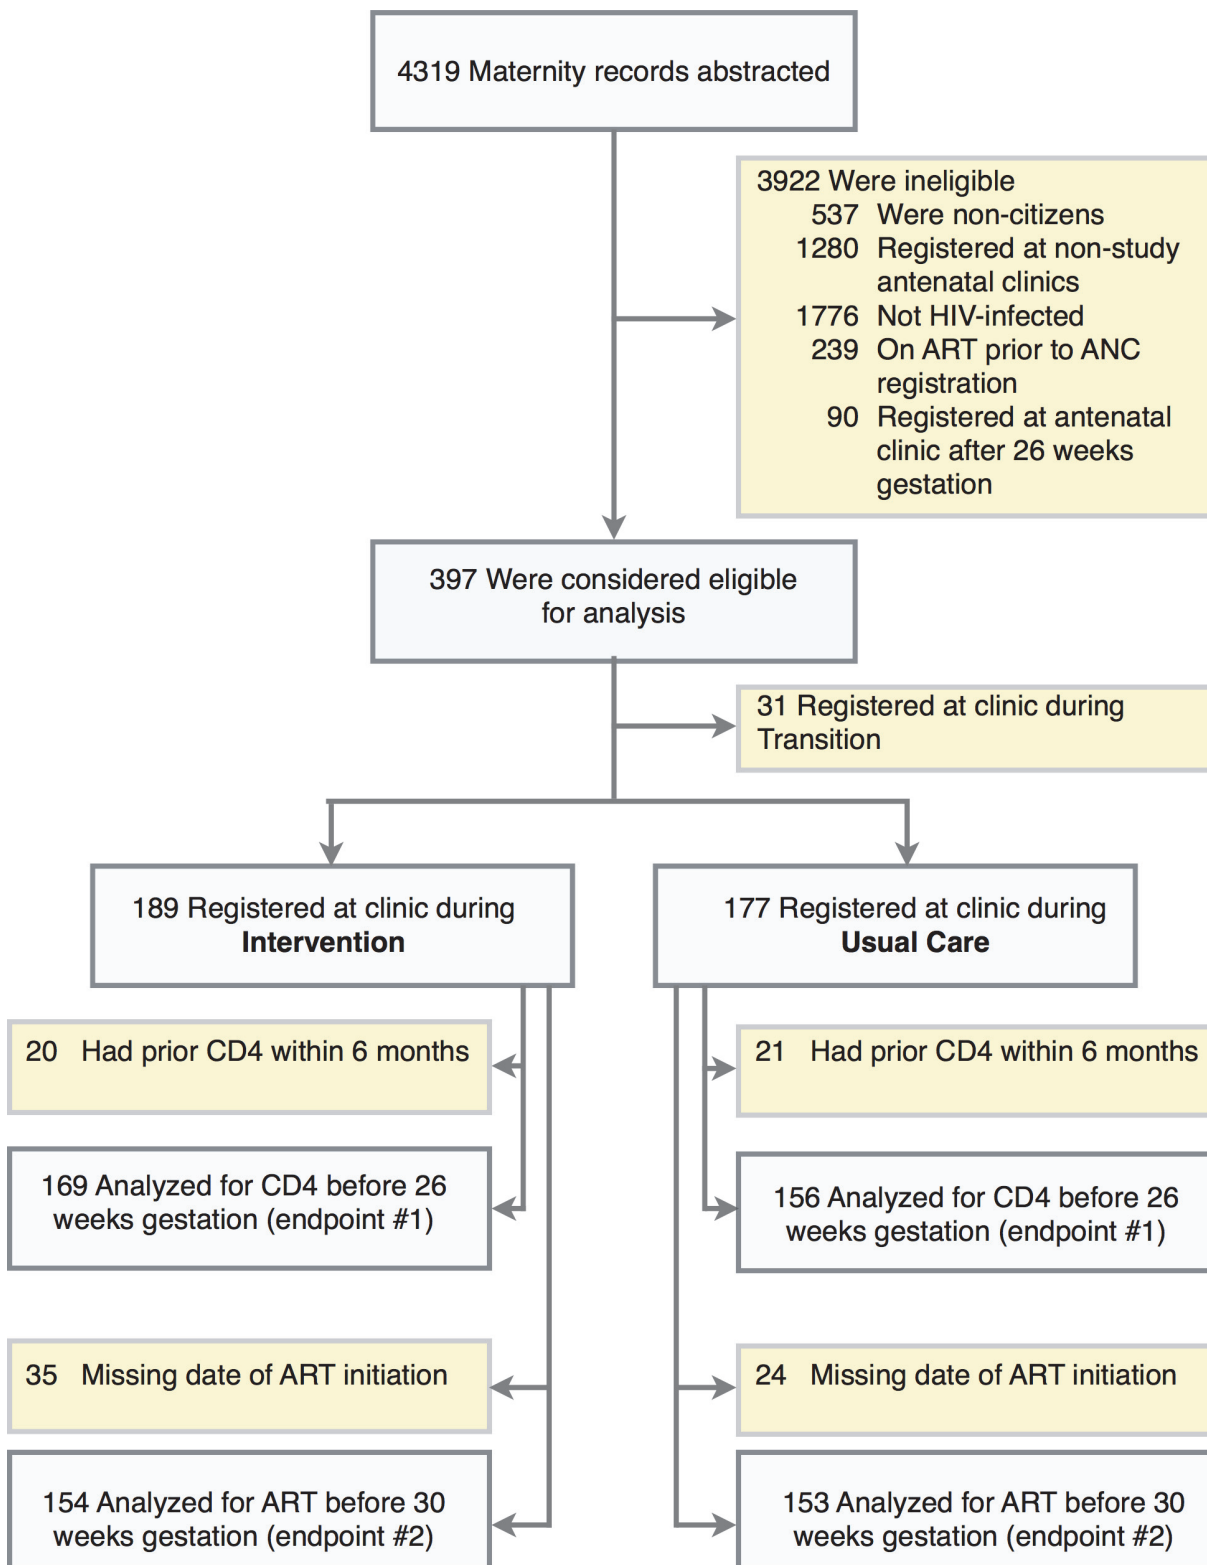 4319 Maternity records abstracted
3922 Were ineligible
537 Were non-citizens
1280 Registered at non-study
antenatal clinics
1776 Not HIV-infected
239 On ART prior to ANC
registration
90 Registered at antenatal
clinic after 26 weeks
gestation
397 Were considered eligible
for analysis
31 Registered at clinic during
Transition
189 Registered at clinic during
Intervention
177 Registered at clinic during
Usual Care
20 Had prior CD4 within 6 months
21 Had prior CD4 within 6 months
169 Analyzed for CD4 before 26
weeks gestation (endpoint #1)
156 Analyzed for CD4 before 26
weeks gestation (endpoint #1)
35 Missing date of ART initiation
24 Missing date of ART initiation
154 Analyzed for ART before 30
weeks gestation (endpoint #2)
153 Analyzed for ART before 30
weeks gestation (endpoint #2)